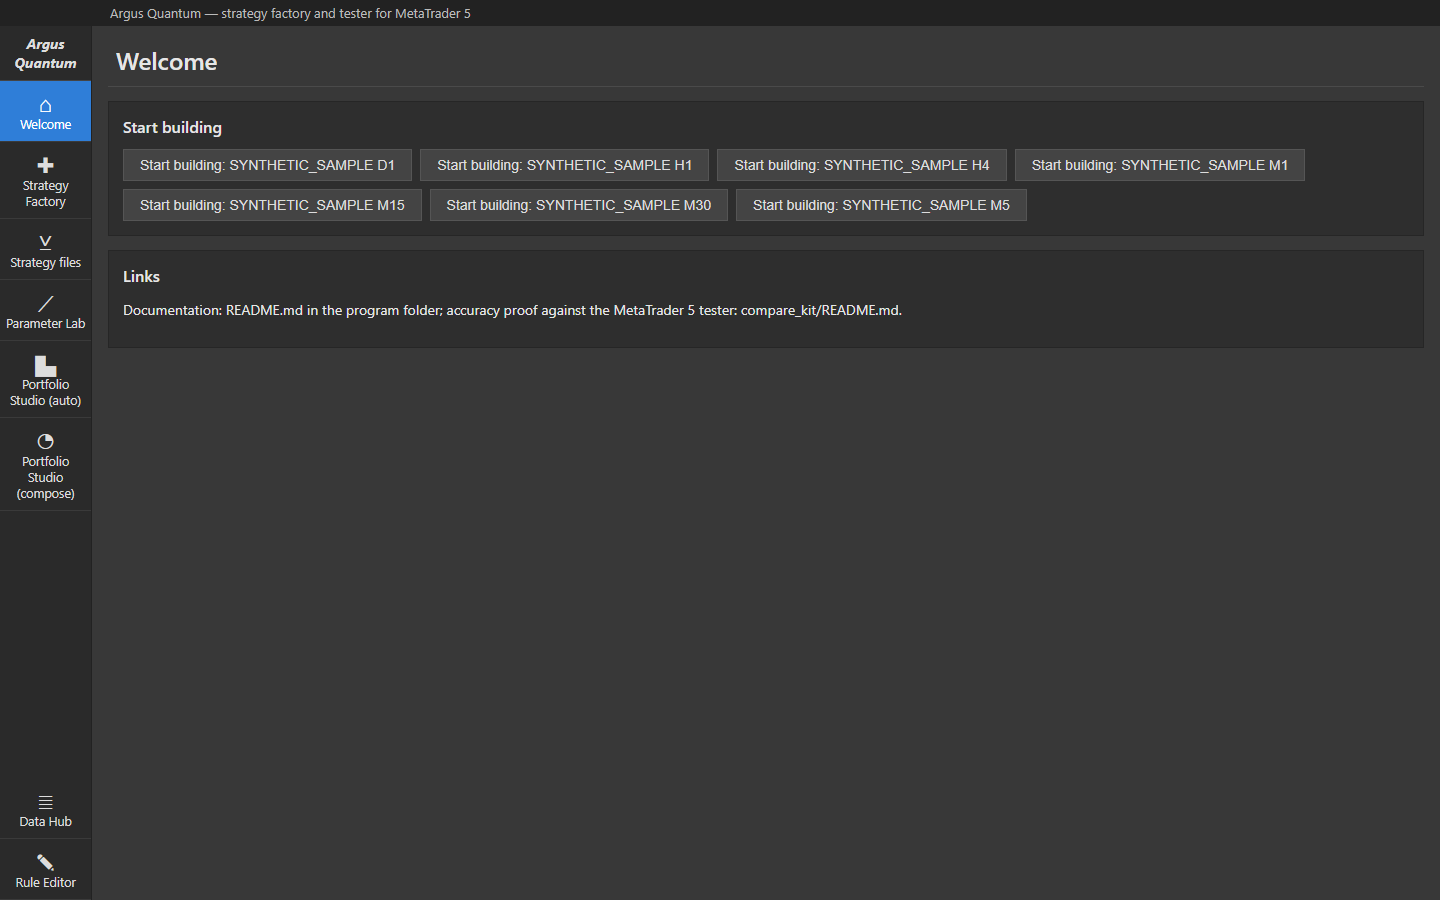 Argus Quantum — strategy factory and tester for MetaTrader 5
Argus
Quantum
Welcome
Strategy
Factory
Strategy files
Parameter Lab
Portfolio
Studio (auto)
Portfolio
Studio
(compose)
Data Hub
Rule Editor
Welcome
Start building
Start building: SYNTHETIC_SAMPLE D1
Start building: SYNTHETIC_SAMPLE H1
Start building: SYNTHETIC_SAMPLE H4
Start building: SYNTHETIC_SAMPLE M1
Start building: SYNTHETIC_SAMPLE M15
Start building: SYNTHETIC_SAMPLE M30
Start building: SYNTHETIC_SAMPLE M5
Links
Documentation: README.md in the program folder; accuracy proof against the MetaTrader 5 tester: compare_kit/README.md.